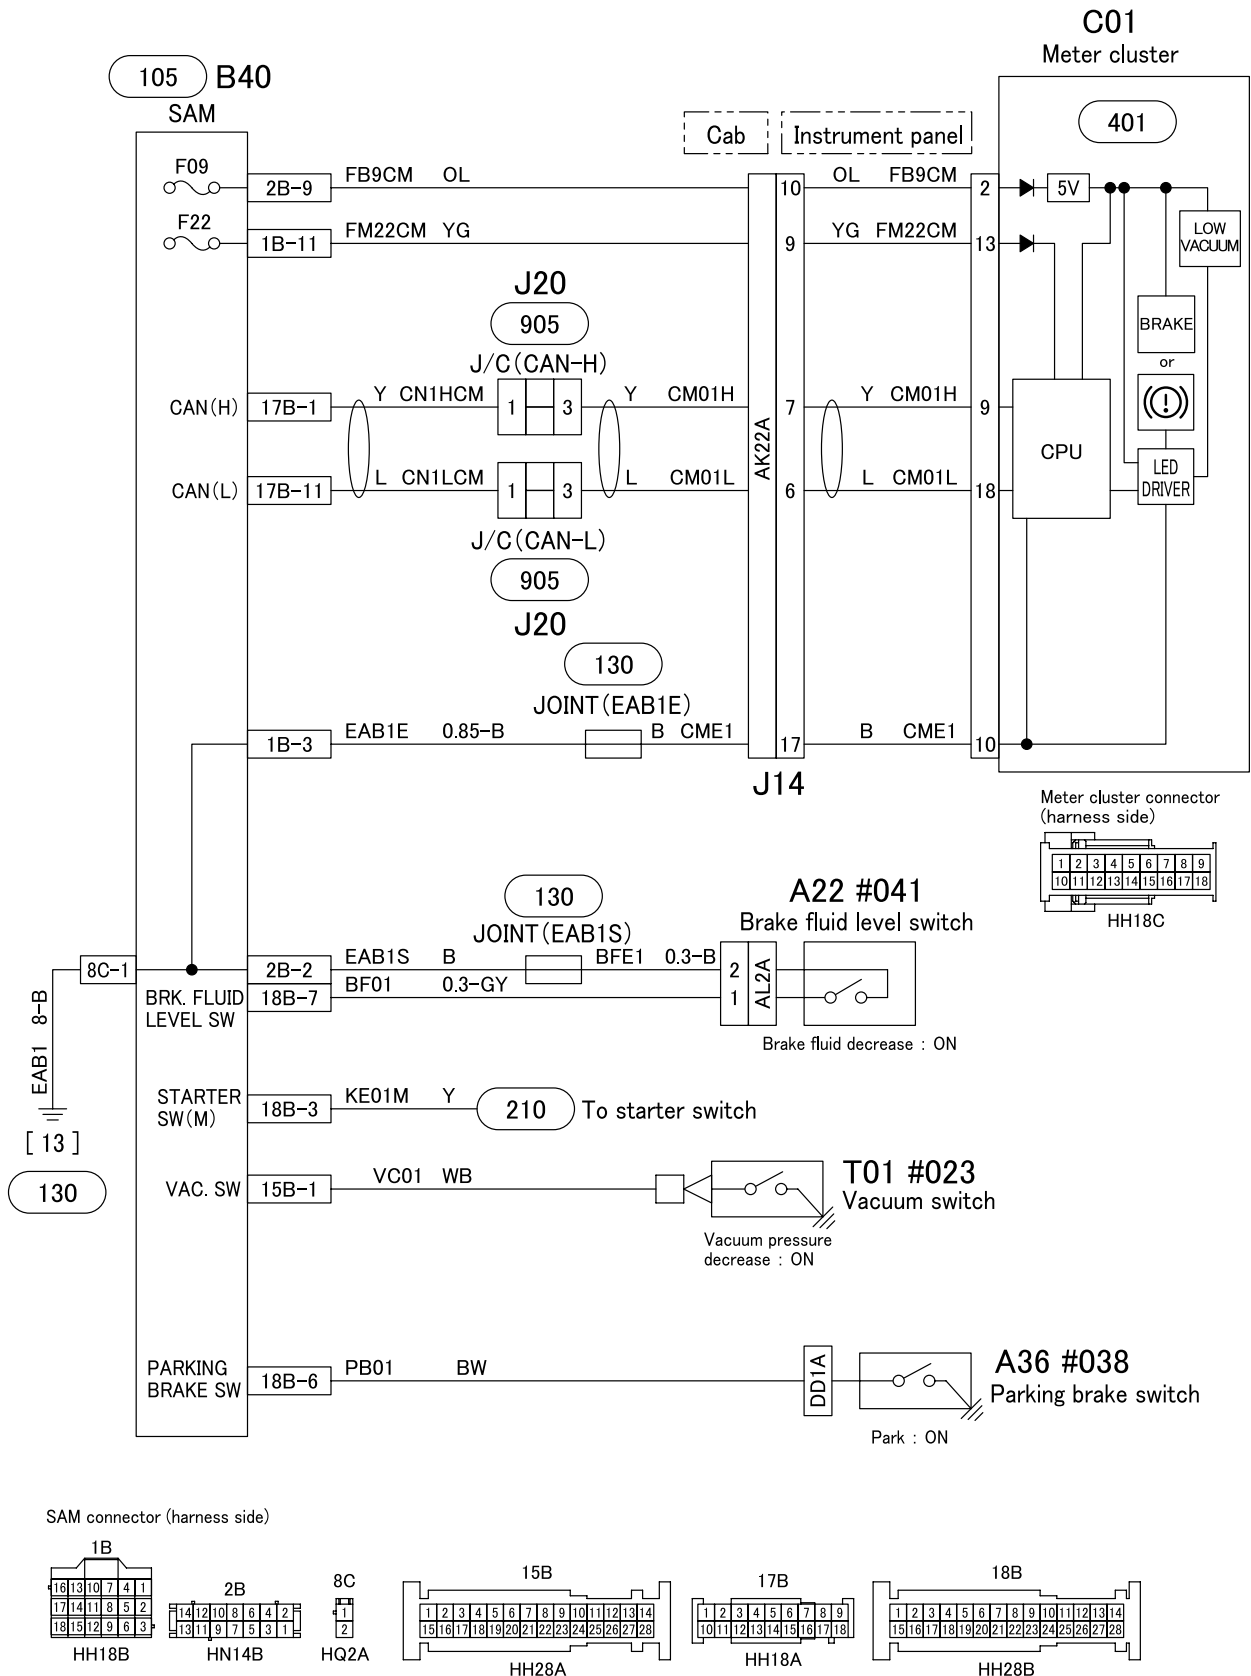 C01
Meter cluster
105 B40
SAM
401
Cab Instrument panel
F09
2B-9 FB9CM OL 10 OL FB9CM 2 5V
F22
1B-11 FM22CM YG 9 YG FM22CM 13
LOW
VACUUM
J20
905
J/C(CAN-H)
BRAKE
or
CAN(H) 17B-1 Y CN1HCM 1 3 Y CM01H 7 Y CM01H 9
AK22A
CPU
LED
DRIVER
CAN(L) 17B-11 L CN1LCM 1 3 L CM01L 6 L CM01L 18
J/C(CAN-L)
905
J20
130
JOINT(EAB1E)
1B-3 EAB1E 0.85-B B CME1 17 B CME1 10
J14
Meter cluster connector
(harness side)
1 2 3 4 5 6 7 8 9
10 11 12 13 14 15 16 17 18
HH18C
130
JOINT(EAB1S)
A22 #041
Brake fluid level switch
8C-1 2B-2 EAB1S B BFE1 0.3-B 2
BRK. FLUID
LEVEL SW
18B-7 BF01 0.3-GY 1
AL2A
Brake fluid decrease : ON
EAB1 8-B
[ 13 ]
130
STARTER
SW(M)
18B-3 KE01M Y 210 To starter switch
VAC. SW 15B-1 VC01 WB
T01 #023
Vacuum switch
Vacuum pressure
decrease : ON
PARKING
BRAKE SW
18B-6 PB01 BW DD1A
A36 #038
Parking brake switch
Park : ON
SAM connector (harness side)
1B
16 13 10 7 4 1
17 14 11 8 5 2
18 15 12 9 6 3
HH18B
2B
14 12 10 8 6 4 2
13 11 9 7 5 3 1
HN14B
8C
1
2
HQ2A
15B
1 2 3 4 5 6 7 8 9 10 11 12 13 14
15 16 17 18 19 20 21 22 23 24 25 26 27 28
HH28A
17B
1 2 3 4 5 6 7 8 9
10 11 12 13 14 15 16 17 18
HH18A
18B
1 2 3 4 5 6 7 8 9 10 11 12 13 14
15 16 17 18 19 20 21 22 23 24 25 26 27 28
HH28B